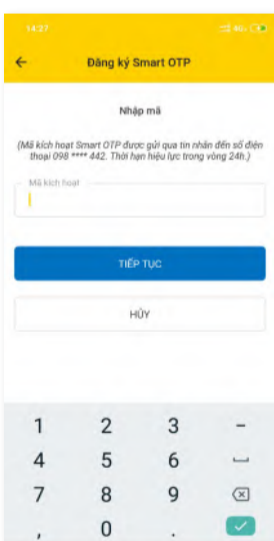 14:27
4G
Đăng ký Smart OTP
Nhập mã
(Mã kích hoạt Smart OTP được gửi qua tin nhắn đến số điện
thoại 098 **** 442. Thời hạn hiệu lực trong vòng 24h.)
Mã kích hoạt
TIẾP TỤC
HỦY
1 2 3 -
4 5 6
7 8 9
, 0 .